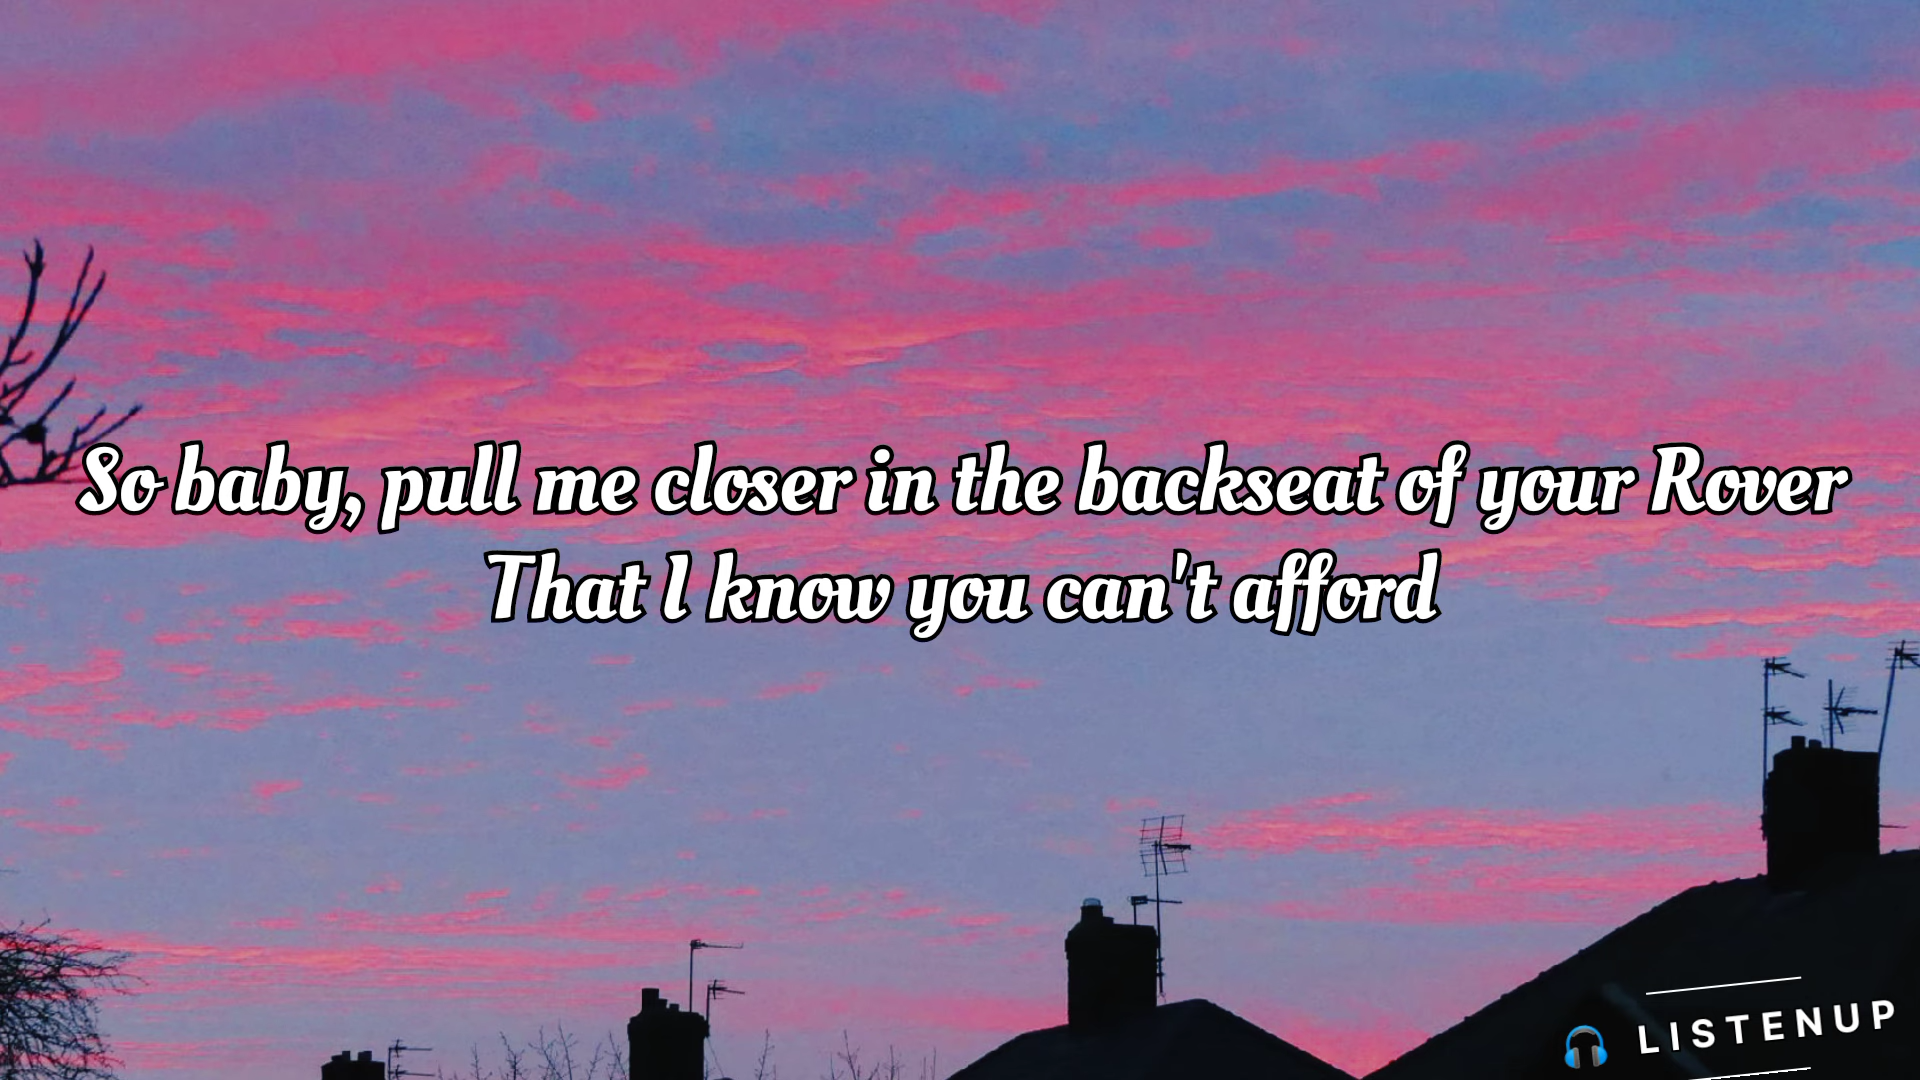 So baby, pull me closer in the backseat of your Rover
That I know you can't afford
LISTENUP